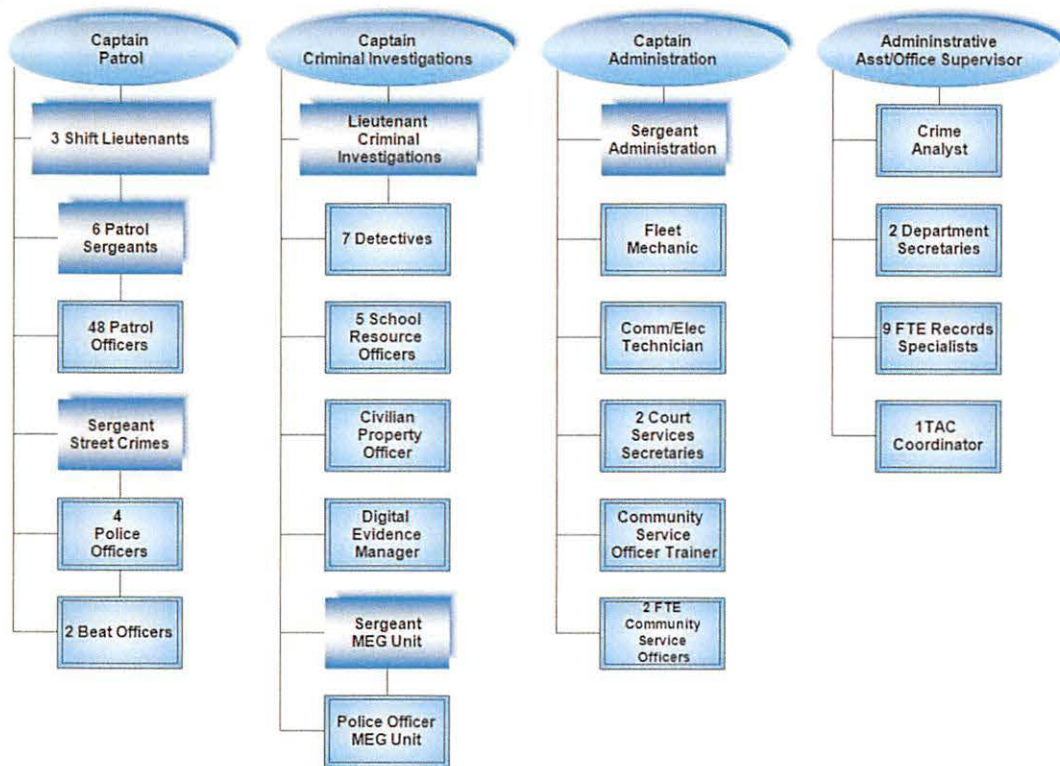 Captain
Patrol
3 Shift Lieutenants
6 Patrol
Sergeants
48 Patrol
Officers
Sergeant
Street Crimes
4
Police
Officers
2 Beat Officers
Captain
Criminal Investigations
Lieutenant
Criminal
Investigations
7 Detectives
5 School
Resource
Officers
Civilian
Property
Officer
Digital
Evidence
Manager
Sergeant
MEG Unit
Police Officer
MEG Unit
Captain
Administration
Sergeant
Administration
Fleet
Mechanic
Comm/Elec
Technician
2 Court
Services
Secretaries
Community
Service
Officer Trainer
2 FTE
Community
Service
Officers
Admininstrative
Asst/Office Supervisor
Crime
Analyst
2 Department
Secretaries
9 FTE Records
Specialists
1TAC
Coordinator